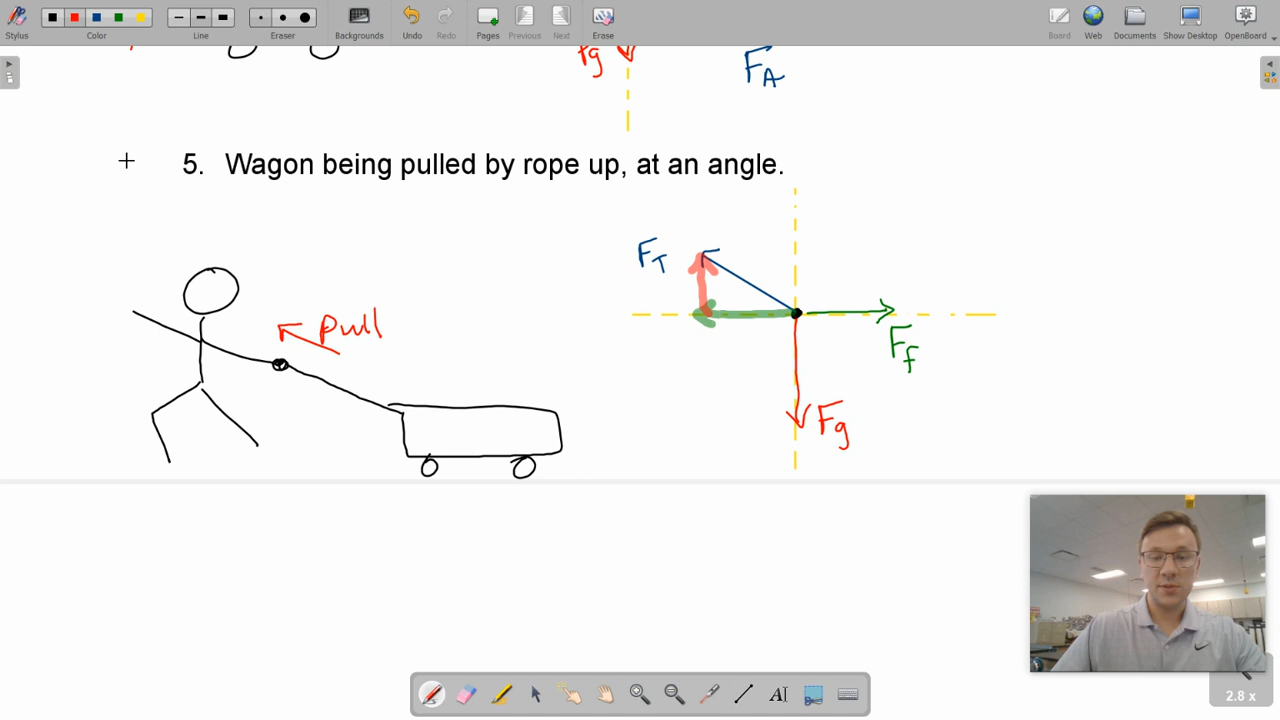 Stylus
Color
Line
Eraser
Backgrounds
Undo
Redo
Pages
Previous
Next
Erase
Board
Web
Documents
Show Desktop
OpenBoard
Fg
FA
5. Wagon being pulled by rope up, at an angle.
FT
Pull
Ff
Fg
2.8 x